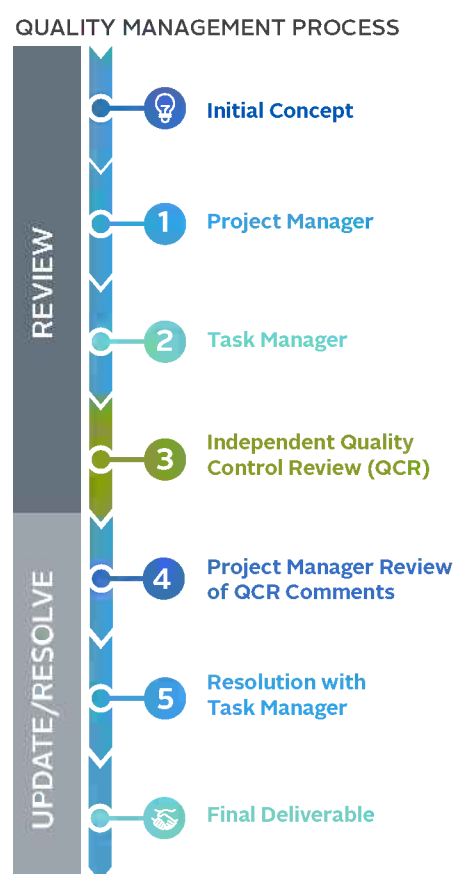 QUALITY MANAGEMENT PROCESS
REVIEW
Initial Concept
1
Project Manager
2
Task Manager
3
Independent Quality
Control Review (QCR)
UPDATE/RESOLVE
4
Project Manager Review
of QCR Comments
5
Resolution with
Task Manager
Final Deliverable